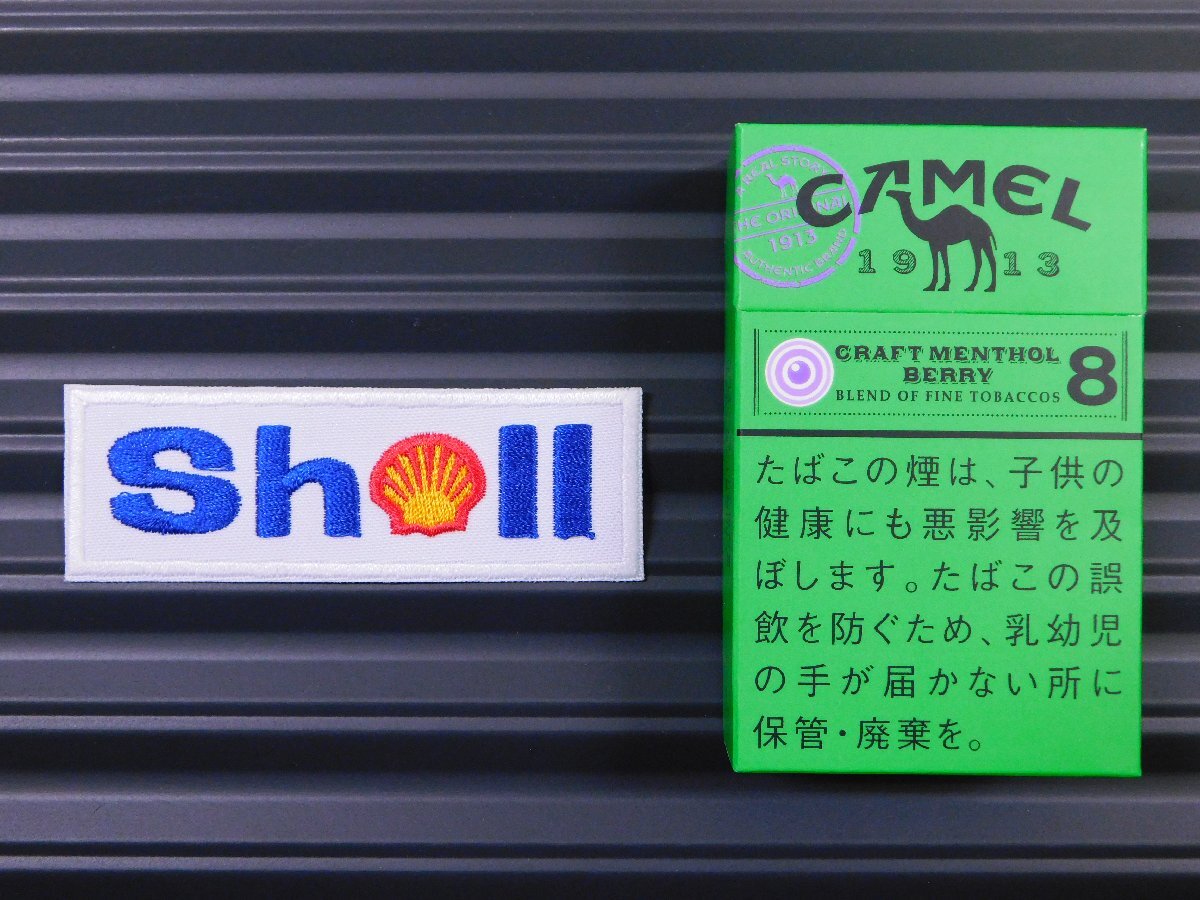 Sh ll
A REAL STORY
THE ORIGINAL
1913
AUTHENTIC BRAND
CAMEL
1913
CRAFT MENTHOL
BERRY
BLEND OF FINE TOBACCOS
8
たばこの煙は、子供の
健康にも悪影響を及
ぼします。たばこの誤
飲を防ぐため、乳幼児
の手が届かない所に
保管・廃棄を。